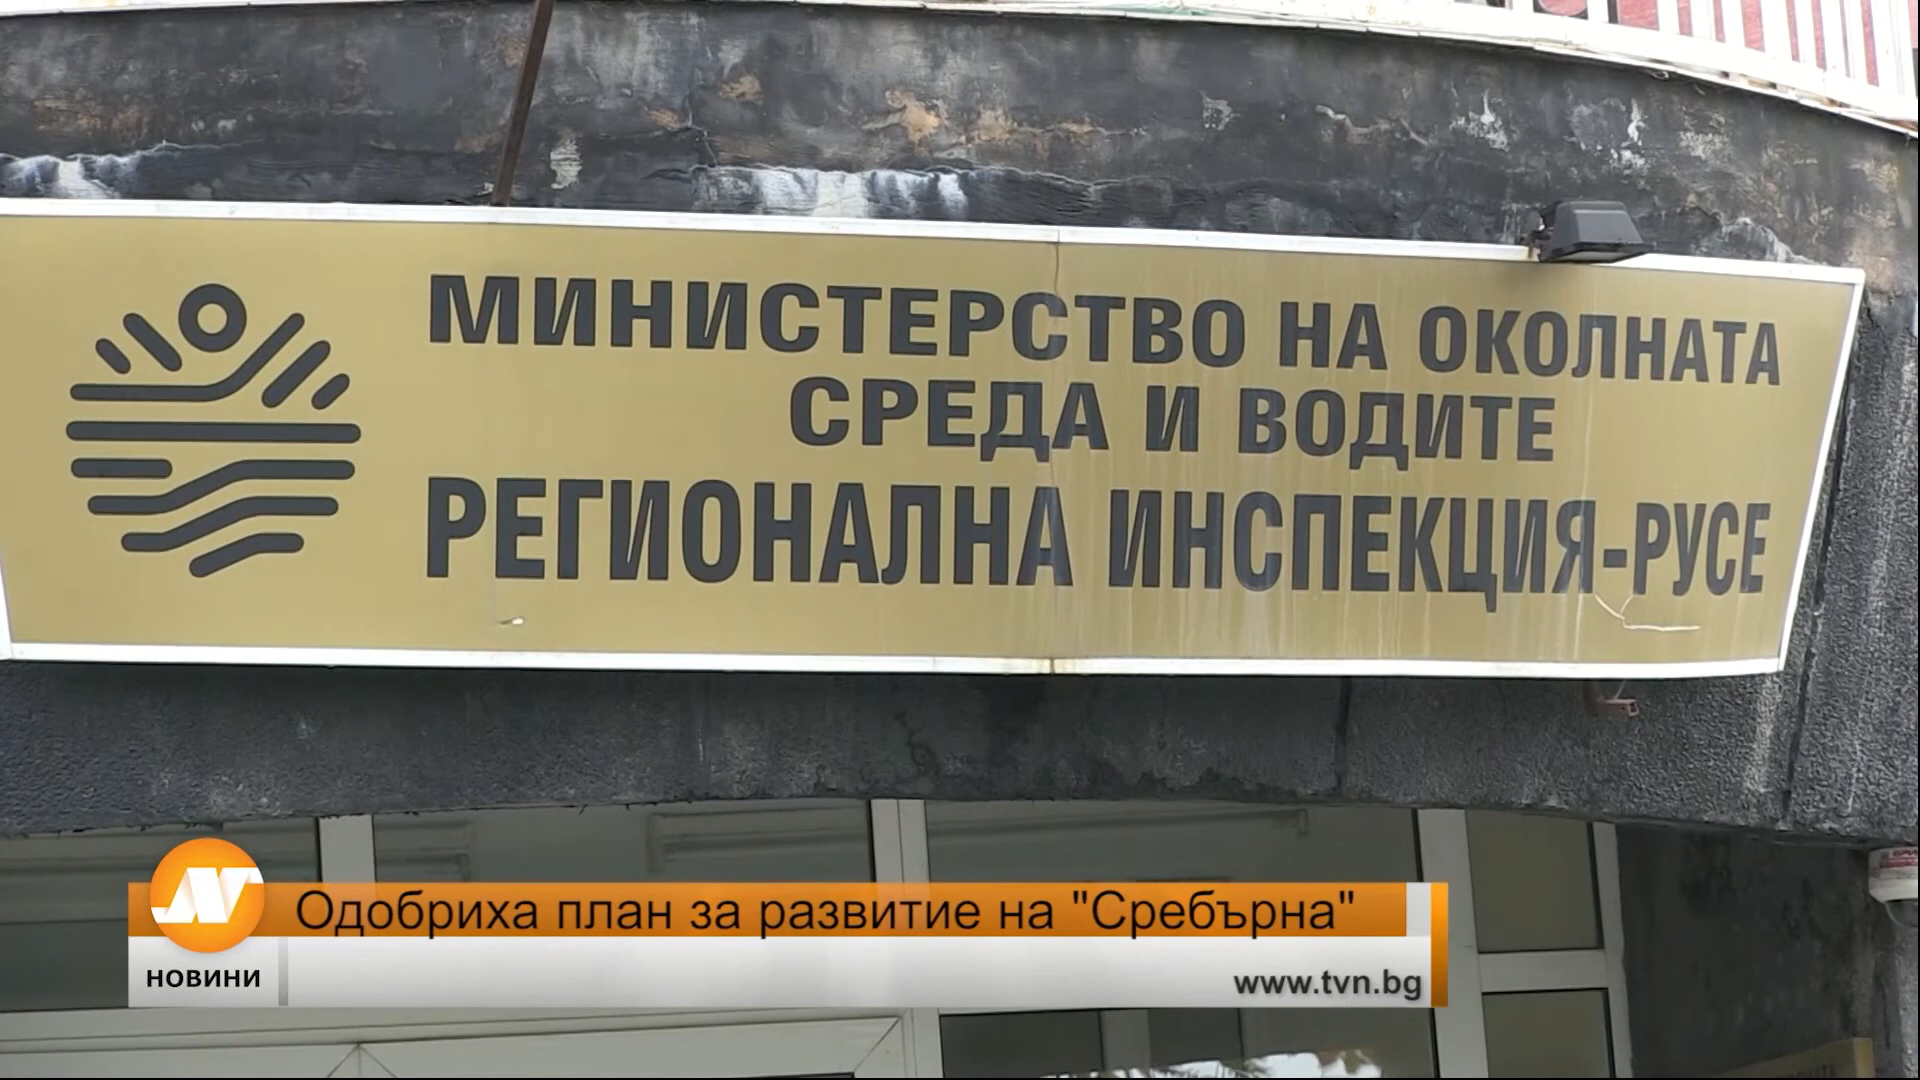 МИНИСТЕРСТВО НА ОКОЛНАТА
СРЕДА И ВОДИТЕ
РЕГИОНАЛНА ИНСПЕКЦИЯ-РУСЕ
Одобриха план за развитие на "Сребърна"
НОВИНИ
www.tvn.bg